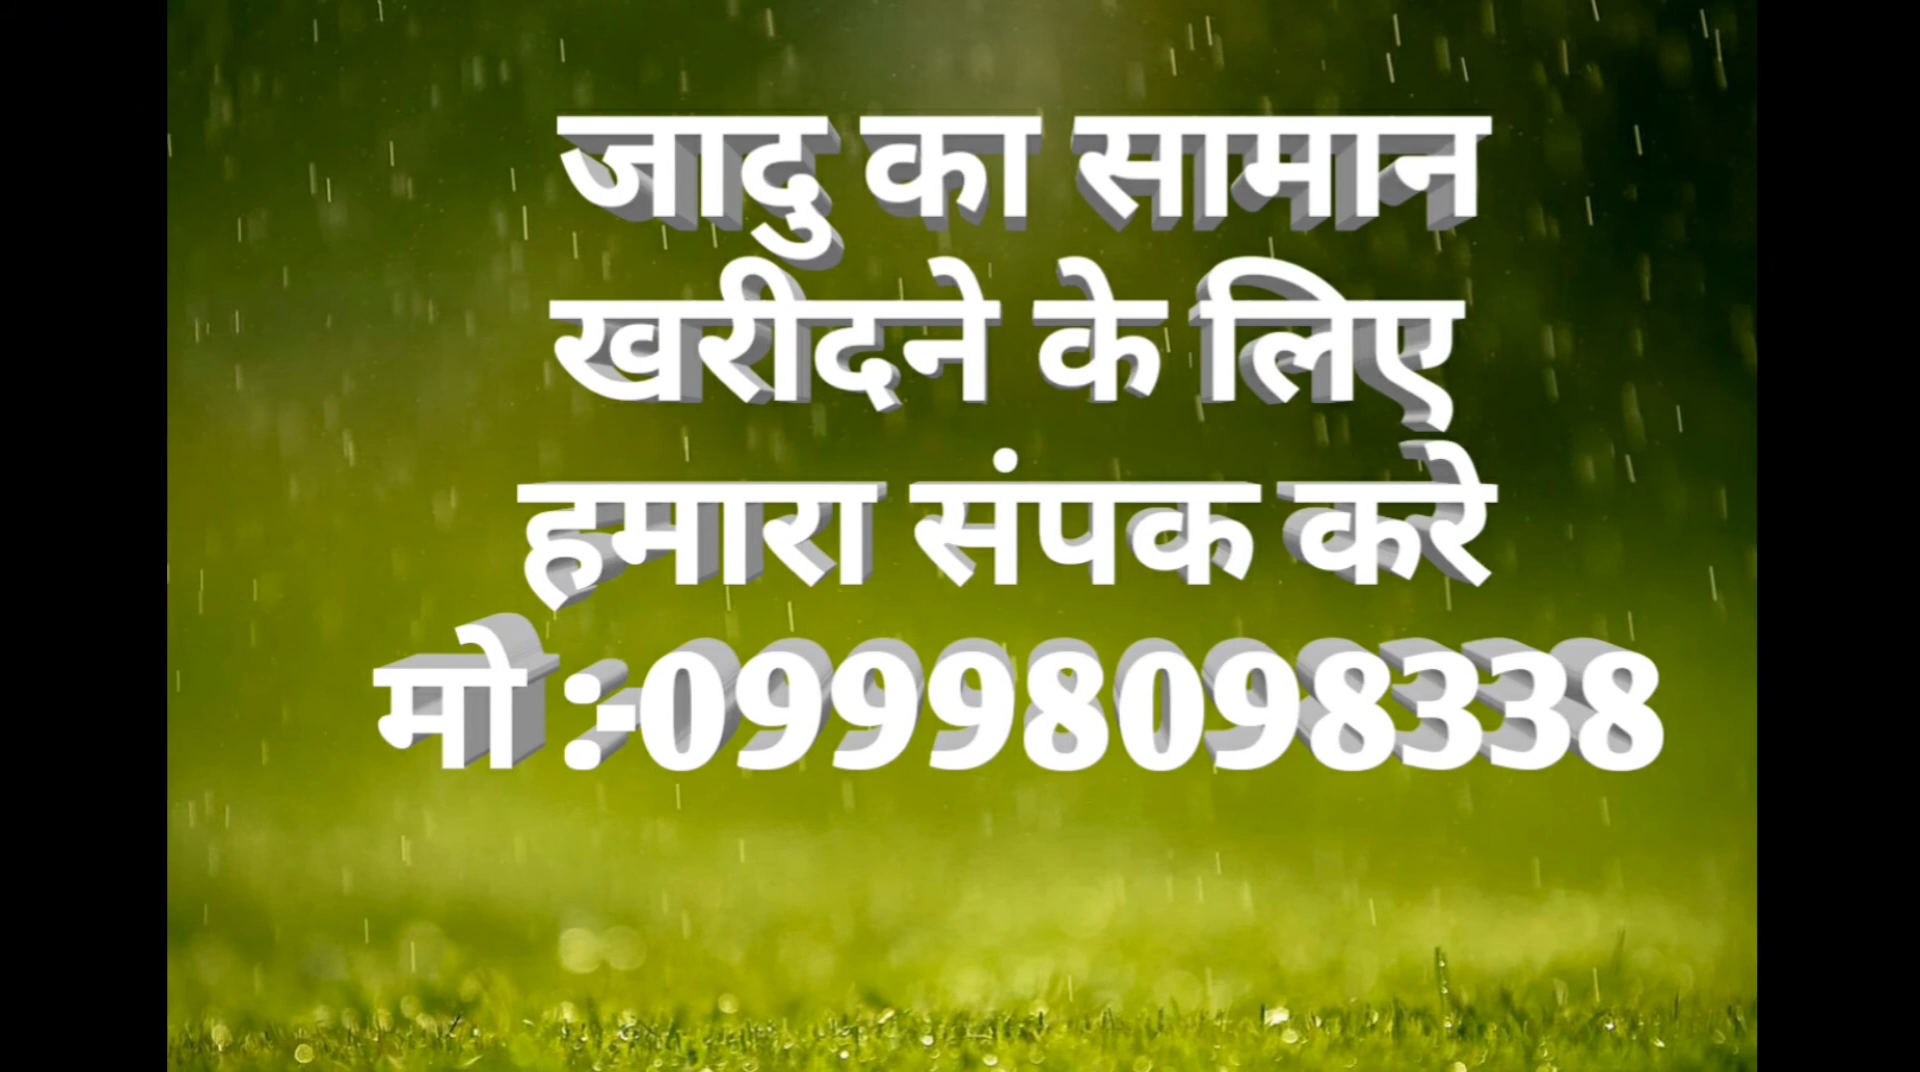 जादु का सामान
खरीदने के लिए
हमारा संपक करे
मो :-09998098338